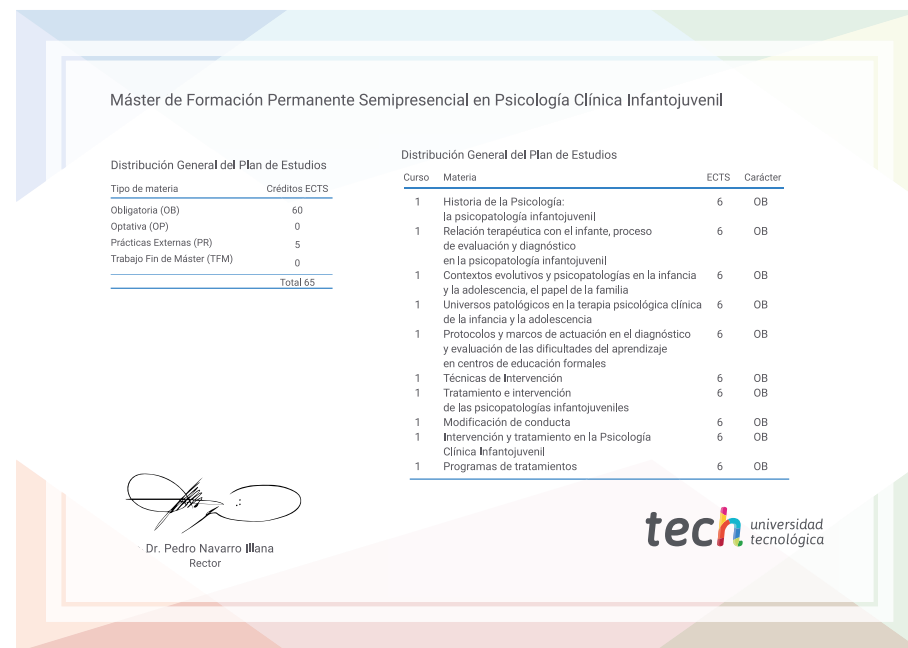 Máster de Formación Permanente Semipresencial en Psicología Clínica Infantojuvenil
Distribución General del Plan de Estudios
Tipo de materia Créditos ECTS
Obligatoria (OB) 60
Optativa (OP) 0
Prácticas Externas (PR) 5
Trabajo Fin de Máster (TFM) 0
Total 65
Distribución General del Plan de Estudios
Curso Materia ECTS Carácter
1 Historia de la Psicología: 6 OB
la psicopatología infantojuvenil
1 Relación terapéutica con el infante, proceso 6 OB
de evaluación y diagnóstico
en la psicopatología infantojuvenil
1 Contextos evolutivos y psicopatologías en la infancia 6 OB
y la adolescencia, el papel de la familia
1 Universos patológicos en la terapia psicológica clínica 6 OB
de la infancia y la adolescencia
1 Protocolos y marcos de actuación en el diagnóstico 6 OB
y evaluación de las dificultades del aprendizaje
en centros de educación formales
1 Técnicas de Intervención 6 OB
1 Tratamiento e intervención 6 OB
de las psicopatologías infantojuveniles
1 Modificación de conducta 6 OB
1 Intervención y tratamiento en la Psicología 6 OB
Clínica Infantojuvenil
1 Programas de tratamientos 6 OB
Dr. Pedro Navarro Illana
Rector
tech universidad
tecnológica